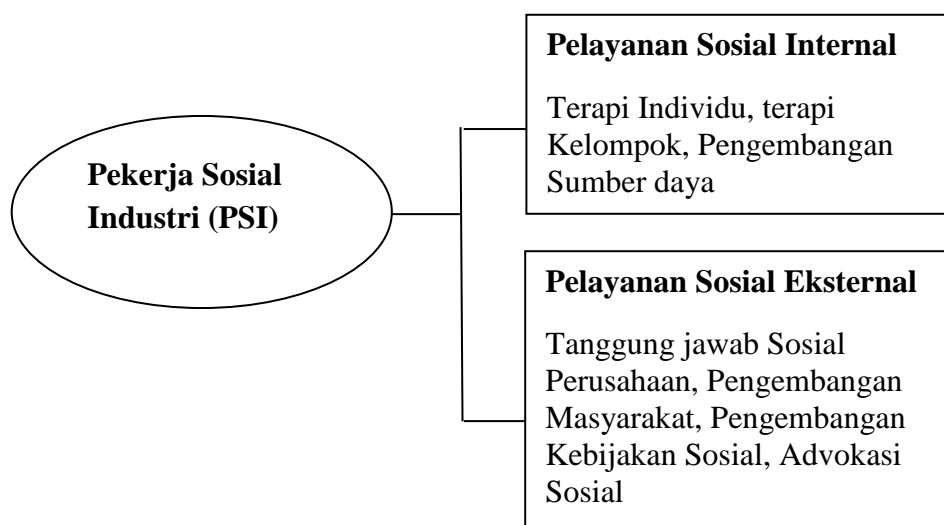 Pekerja Sosial
Industri (PSI)
Pelayanan Sosial Internal
Terapi Individu, terapi
Kelompok, Pengembangan
Sumber daya
Pelayanan Sosial Eksternal
Tanggung jawab Sosial
Perusahaan, Pengembangan
Masyarakat, Pengembangan
Kebijakan Sosial, Advokasi
Sosial